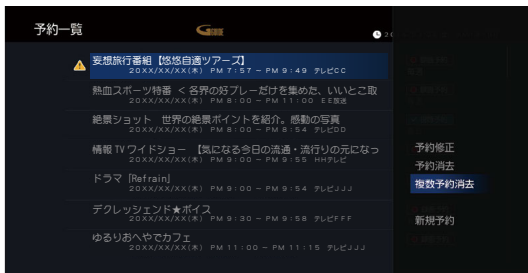 予約一覧
妄想旅行番組【悠悠自適ツアーズ】
20XX/XX/XX(木) PM 7:57 - PM 9:49 テレビCC
熱血スポーツ特番 <各界の好プレーだけを集めた、いいとこ取
20XX/XX/XX(木) PM 8:00 - PM 11:00 EE放送
絶景ショット 世界の絶景ポイントを紹介。感動の写真
20XX/XX/XX(木) PM 8:00 - PM 8:54 テレビDD
情報TVワイドショー 【気になる今日の流通・流行りの元になっ
20XX/XX/XX(木) PM 9:00 - PM 9:55 HHテレビ
ドラマ「Refrain」
20XX/XX/XX(木) PM 9:00 - PM 9:54 テレビJJJ
デクレッシェンド★ボイス
20XX/XX/XX(木) PM 9:30 - PM 9:58 テレビFFF
ゆるりおへやでカフェ
20XX/XX/XX(木) PM 11:00 - PM 11:15 テレビJJJ
予約修正
予約消去
複数予約消去
新規予約